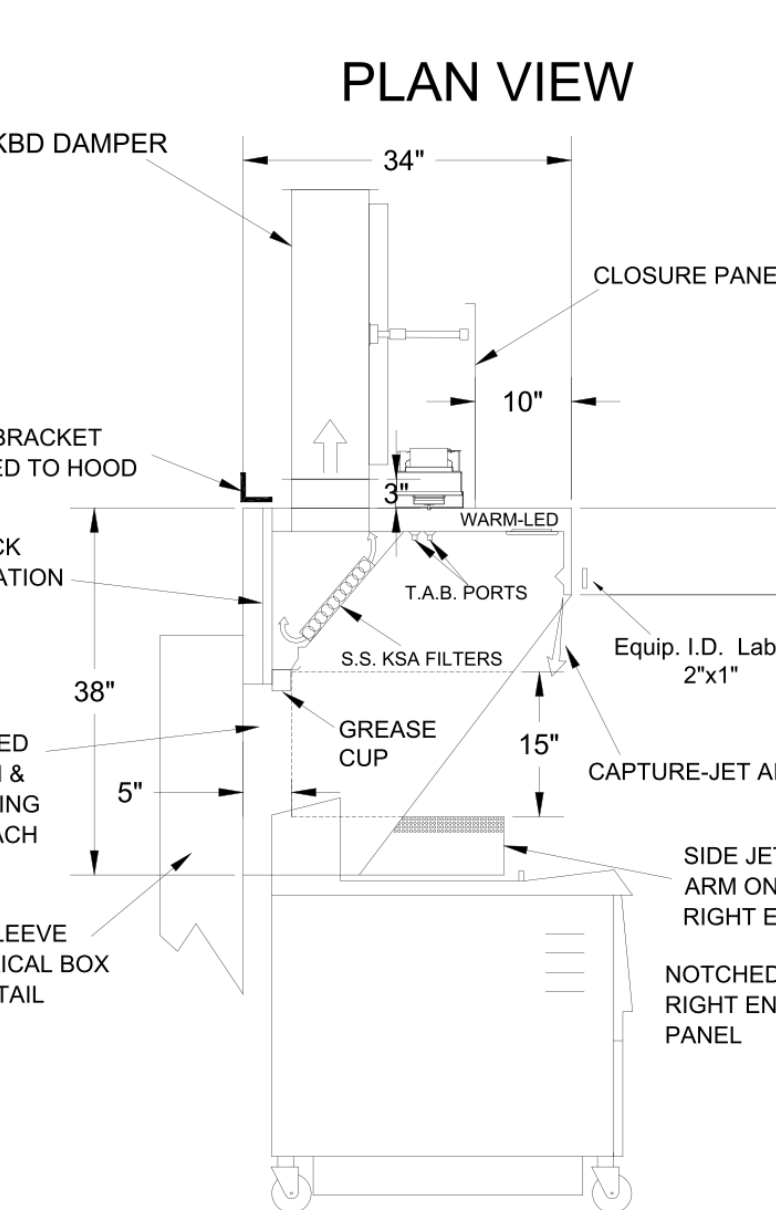 PLAN VIEW
KBD DAMPER
34"
CLOSURE PANE
10"
BRACKET
ED TO HOOD
3"
WARM-LED
CK
ATION
T.A.B. PORTS
Equip. I.D. Lab
2"x1"
S.S. KSA FILTERS
38"
GREASE
CUP
15"
ED
&
ING
ACH
5"
CAPTURE-JET A
SIDE JET
ARM ON
RIGHT E
LEEVE
ICAL BOX
TAIL
NOTCHED
RIGHT EN
PANEL